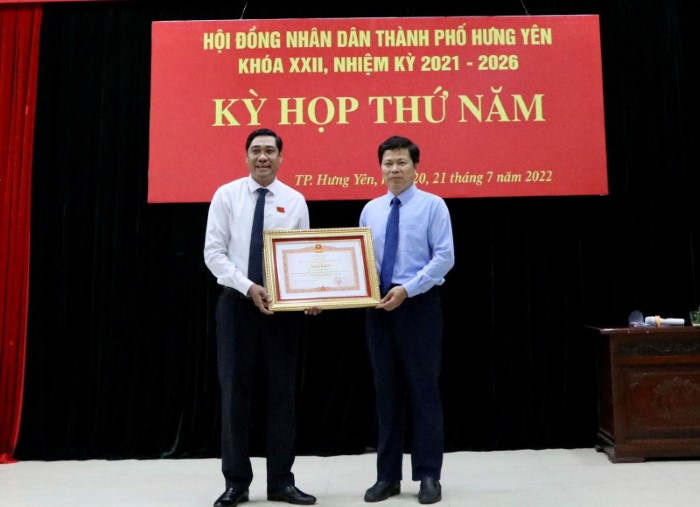 HỘI ĐỒNG NHÂN DÂN THÀNH PHỐ HƯNG YÊN
KHÓA XXII, NHIỆM KỲ 2021 - 2026
KỲ HỌP THỨ NĂM
TP. Hưng Yên, 20, 21 tháng 7 năm 2022